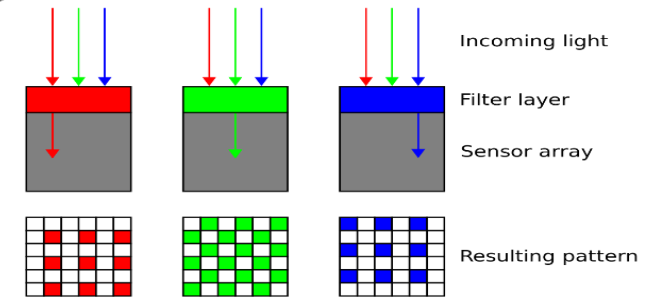 Incoming light
Filter layer
Sensor array
Resulting pattern